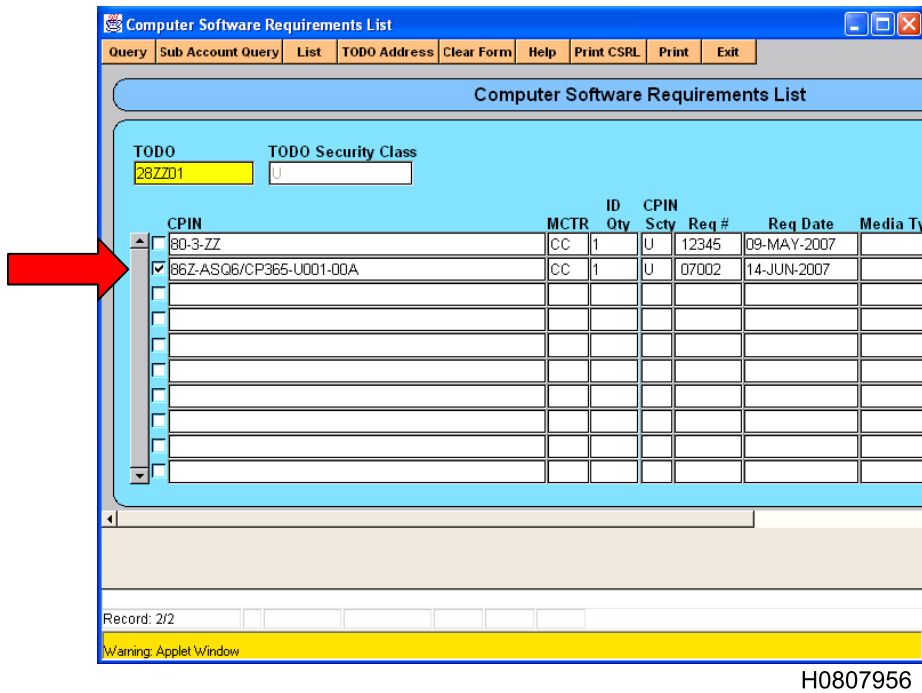 Computer Software Requirements List
Query Sub Account Query List TODO Address Clear Form Help Print CSRL Print Exit
Computer Software Requirements List
TODO TODO Security Class
28ZZ01 U
ID CPIN
CPIN MCTR Qty Scty Req # Req Date Media Ty
80-3-ZZ CC 1 U 12345 09-MAY-2007
86Z-ASQ6/CP365-U001-00A CC 1 U 07002 14-JUN-2007
Record: 2/2
Warning: Applet Window
H0807956